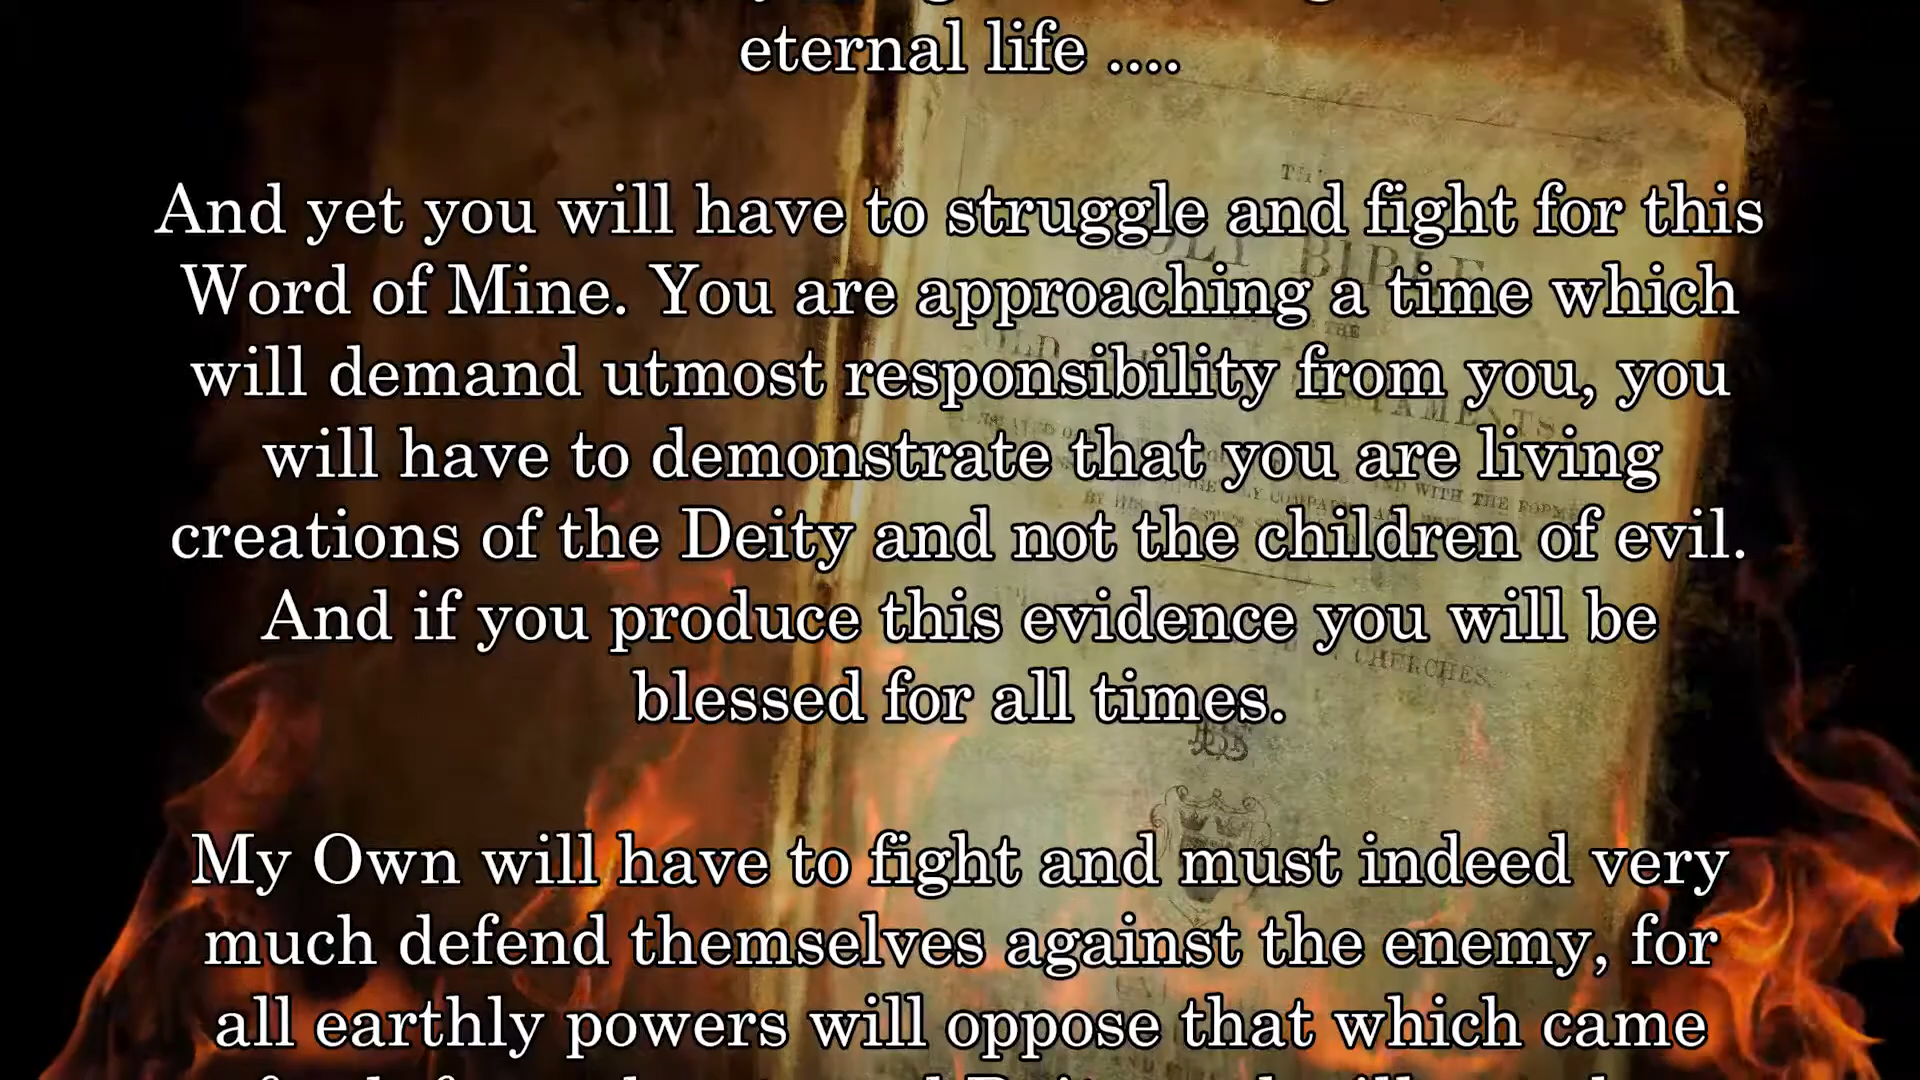 eternal life ....
And yet you will have to struggle and fight for this
Word of Mine. You are approaching a time which
will demand utmost responsibility from you, you
will have to demonstrate that you are living
creations of the Deity and not the children of evil.
And if you produce this evidence you will be
blessed for all times.
My Own will have to fight and must indeed very
much defend themselves against the enemy, for
all earthly powers will oppose that which came